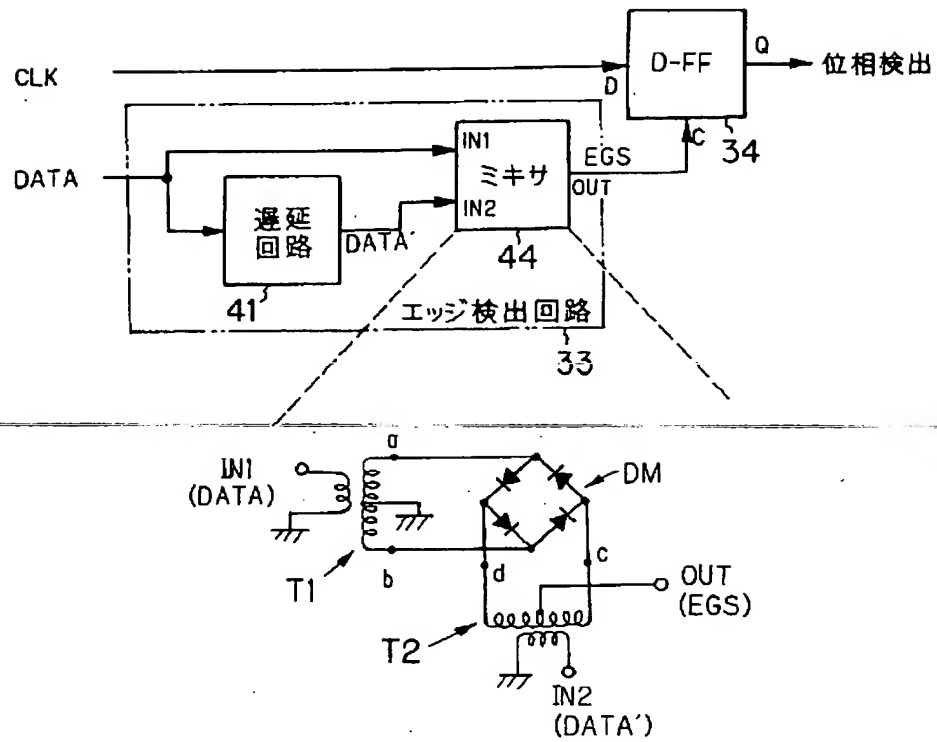 CLK
D
D-FF
Q
位相検出
C
34
DATA
遅延
回路
41
DATA'
IN1
IN2
ミキサ
EGS
OUT
44
エッジ検出回路
33
IN1
(DATA)
a
b
T1
DM
d
c
OUT
(EGS)
T2
IN2
(DATA')